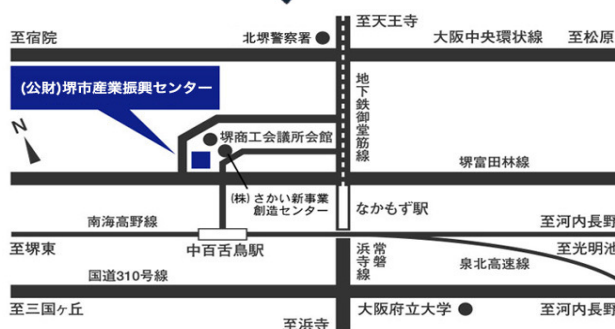 至天王寺
至宿院
北堺警察署
大阪中央環状線
至松原
(公財)堺市産業振興センター
地下鉄御堂筋線
N
堺商工会議所会館
堺富田林線
(株)さかい新事業
創造センター
なかもず駅
南海高野線
至河内長野
至堺東
中百舌鳥駅
常磐
浜寺線
至光明池
泉北高速線
国道310号線
至三国ヶ丘
大阪府立大学
至河内長野
至浜寺